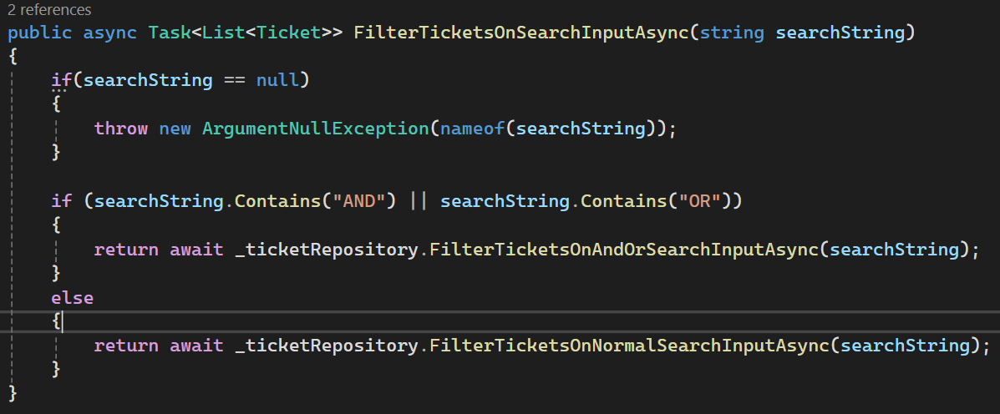 2 references
public async Task<List<Ticket>> FilterTicketsOnSearchInputAsync(string searchString)
{
    if(searchString == null)
    {
        throw new ArgumentNullException(nameof(searchString));
    }

    if (searchString.Contains("AND") || searchString.Contains("OR"))
    {
        return await _ticketRepository.FilterTicketsOnAndOrSearchInputAsync(searchString);
    }
    else
    {
        return await _ticketRepository.FilterTicketsOnNormalSearchInputAsync(searchString);
    }
}